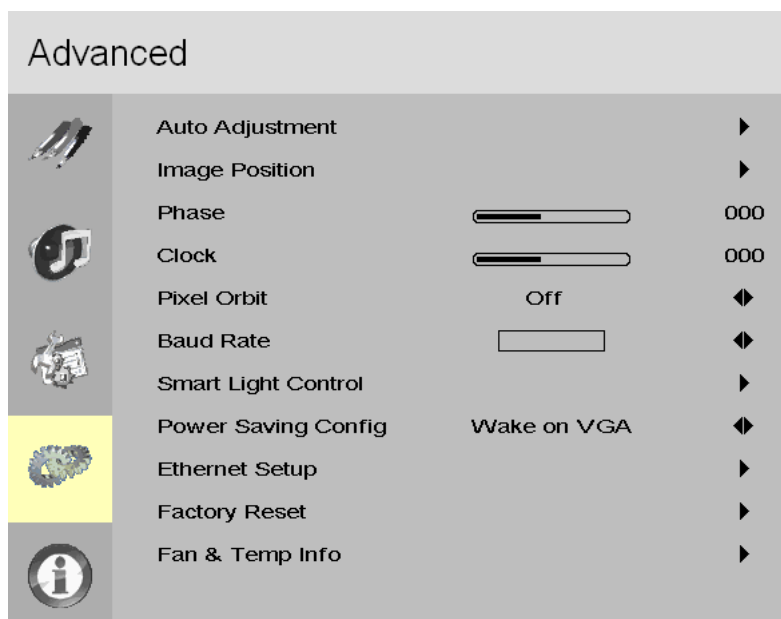 Advanced
Auto Adjustment
Image Position
Phase 000
Clock 000
Pixel Orbit Off
Baud Rate
Smart Light Control
Power Saving Config Wake on VGA
Ethernet Setup
Factory Reset
Fan & Temp Info